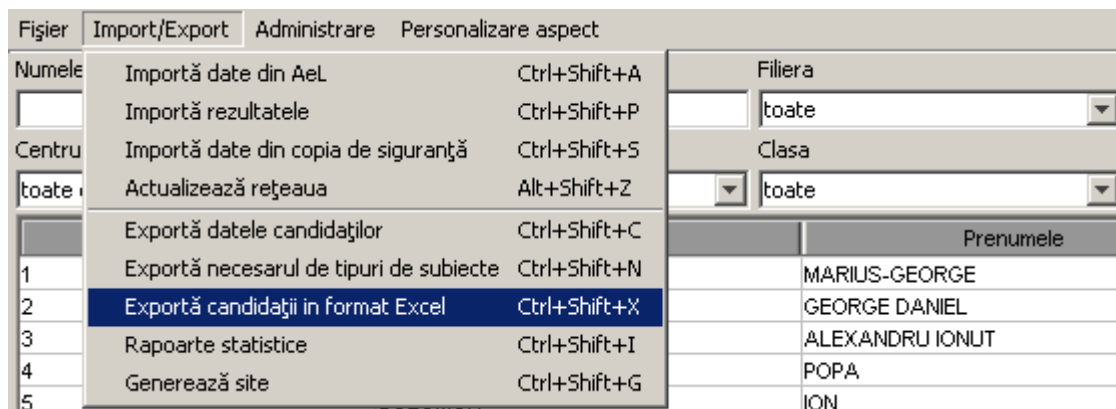 Fişier Import/Export Administrare Personalizare aspect
Numele Filiera
Importă date din AeL Ctrl+Shift+A
toate
Importă rezultatele Ctrl+Shift+P
Centru Clasa
Importă date din copia de siguranţă Ctrl+Shift+S
toate toate
Actualizează reţeaua Alt+Shift+Z
Exportă datele candidaţilor Ctrl+Shift+C
Prenumele
Exportă necesarul de tipuri de subiecte Ctrl+Shift+N
1 MARIUS-GEORGE
Exportă candidaţii in format Excel Ctrl+Shift+X
2 GEORGE DANIEL
Rapoarte statistice Ctrl+Shift+I
3 ALEXANDRU IONUT
Generează site Ctrl+Shift+G
4 POPA
5 ION